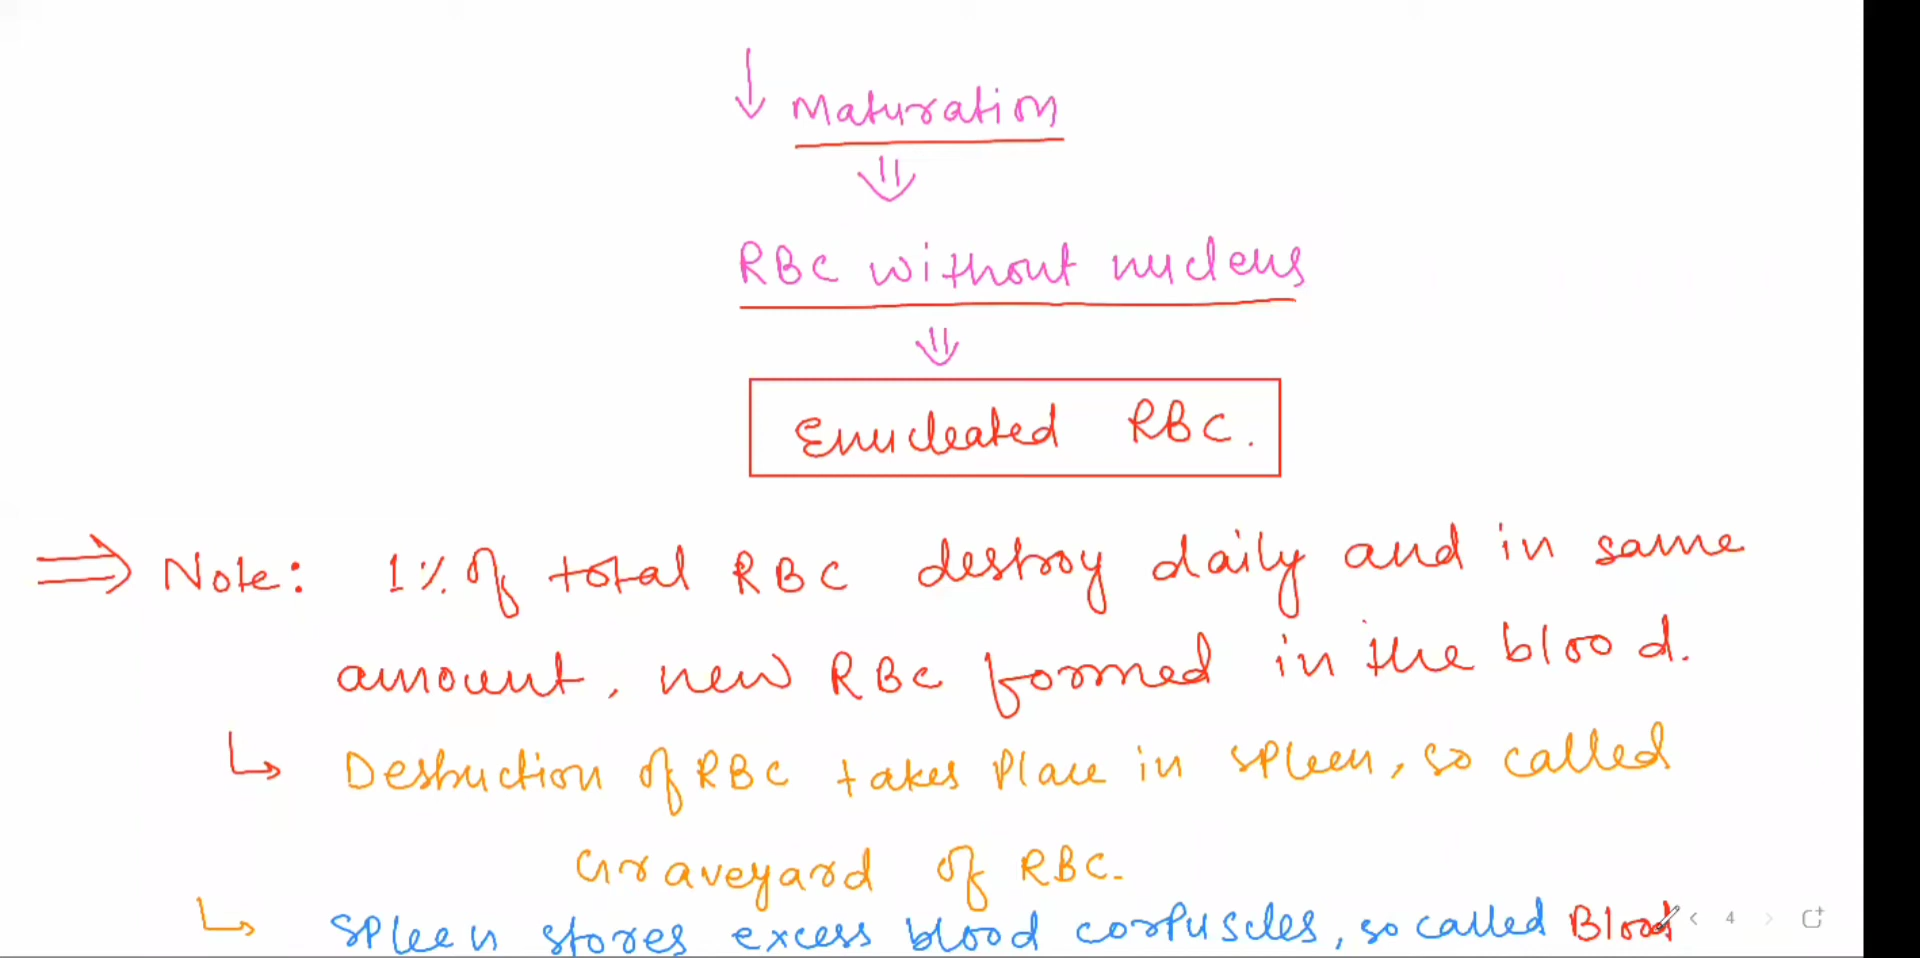 ↓ Maturation
⇓
RBC without nucleus
⇓
Enucleated RBC.
⇒ Note: 1% of total RBC destroy daily and in same
amount, new RBC formed in the blood.
↳ Destruction of RBC takes place in spleen, so called
Graveyard of RBC.
↳ spleen stores excess blood corpuscles, so called Blood
< 4 >